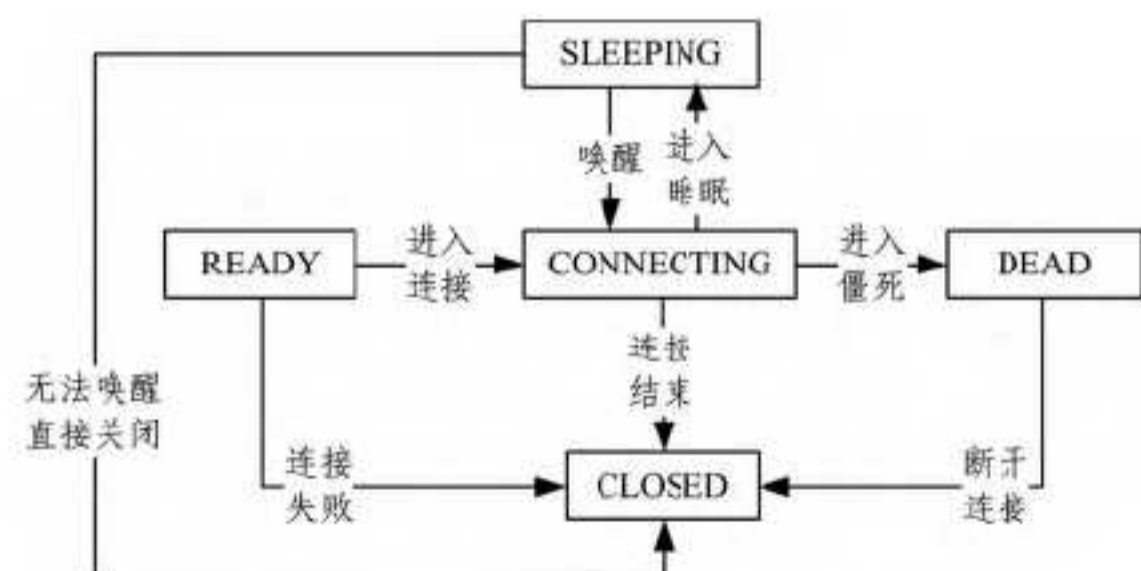 SLEEPING
唤醒
进入
睡眠
READY
进入
连接
CONNECTING
进入
僵死
DEAD
无法唤醒
直接关闭
连接
结束
连接
失败
CLOSED
断开
连接